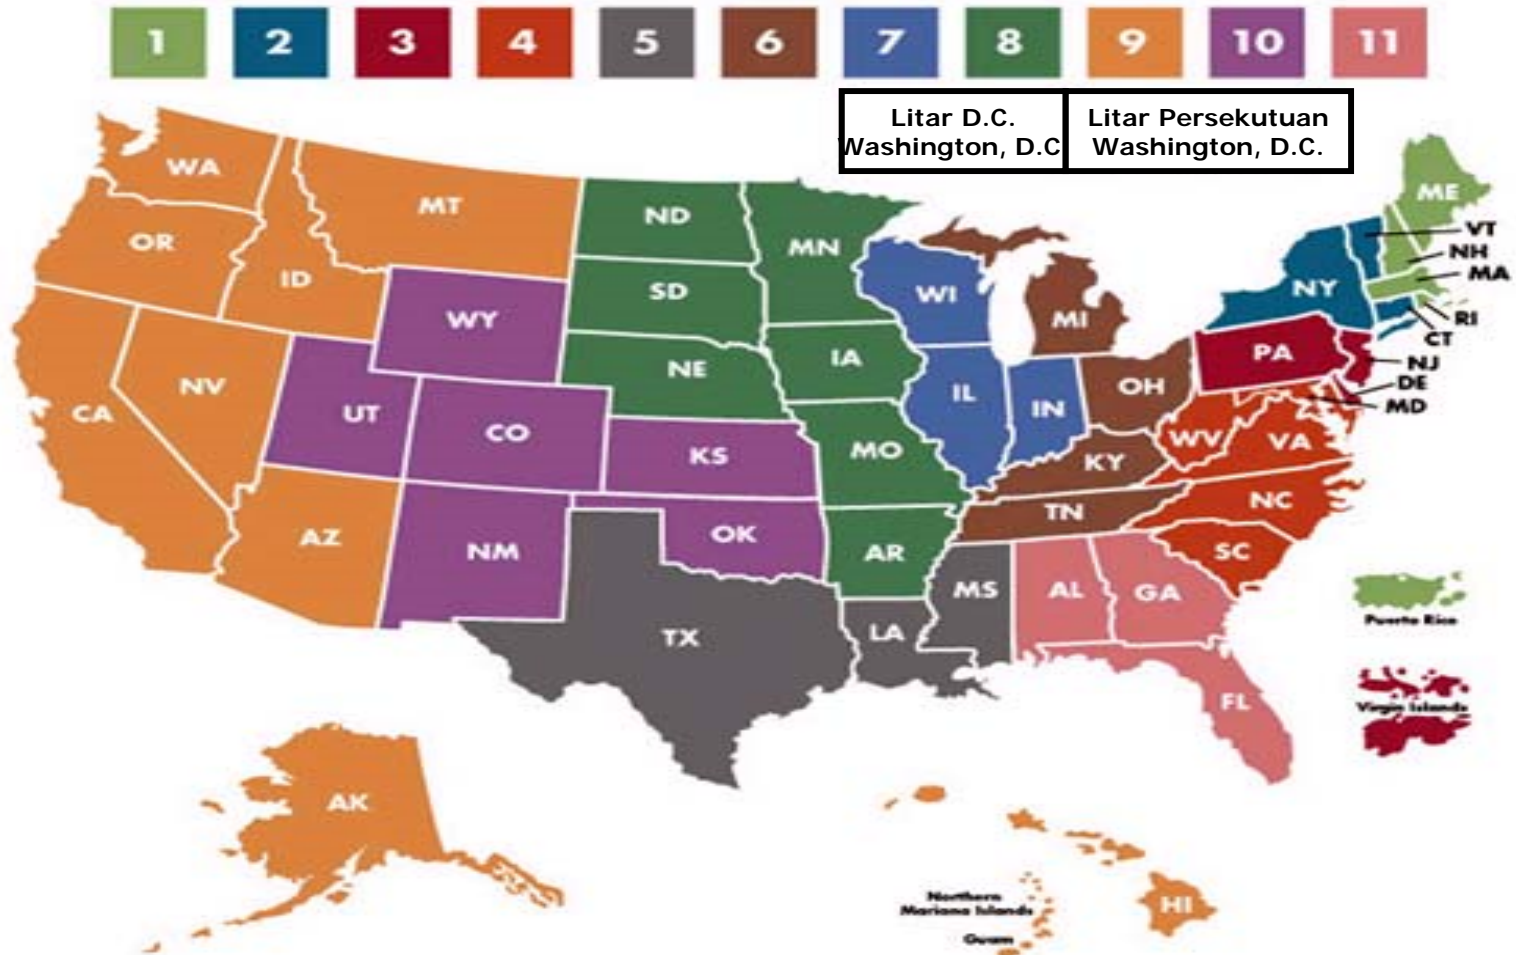 1 2 3 4 5 6 7 8 9 10 11
Litar D.C.
Washington, D.C.
Litar Persekutuan
Washington, D.C.
WA
MT
ND
MN
ME
VT
OR
ID
SD
WI
NH
MA
WY
NY
MI
RI
CT
IA
PA
NJ
NV
NE
OH
DE
CA
UT
IL
IN
MD
CO
KS
MO
KY
WV
VA
TN
NC
AZ
NM
OK
AR
SC
MS
AL
GA
TX
LA
Puerto Rico
FL
Virgin Islands
AK
Northern
Mariana Islands
HI
Guam